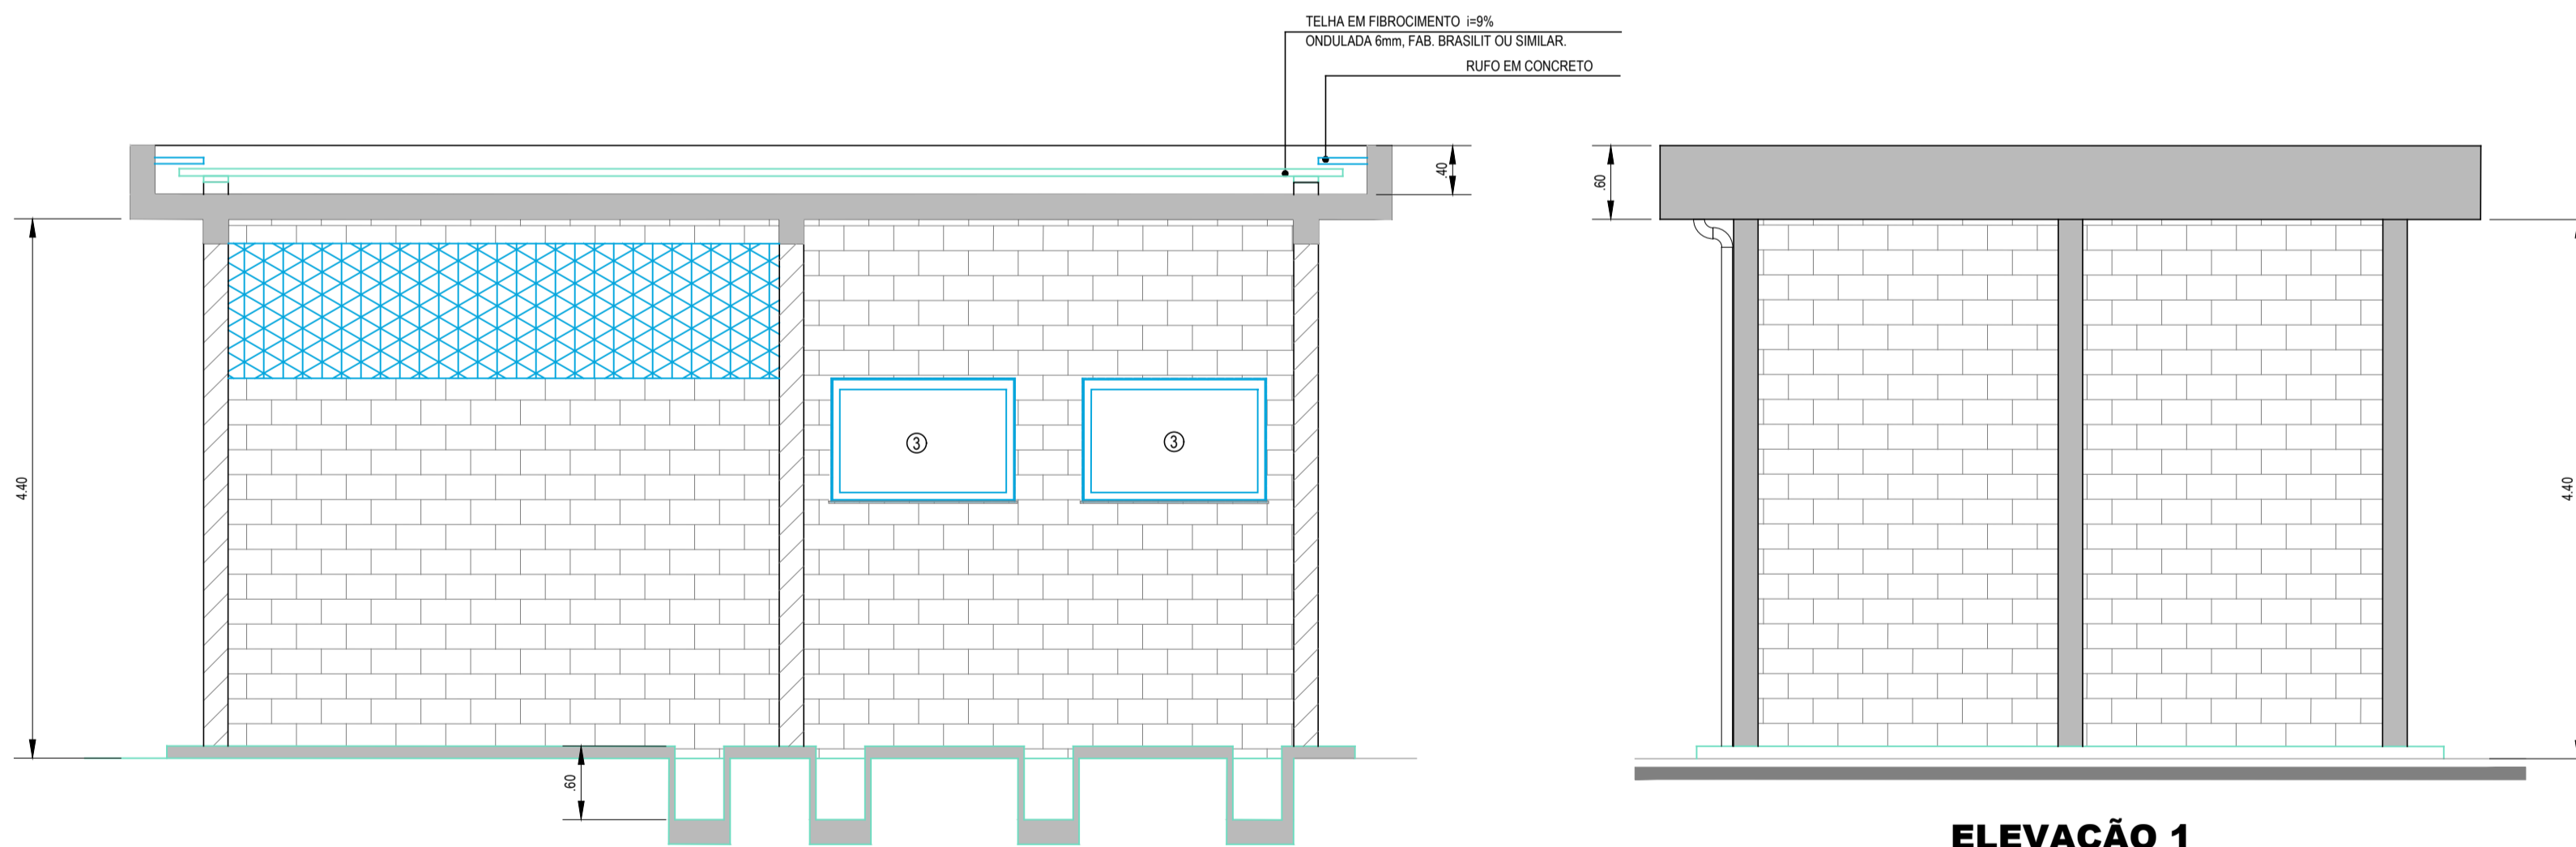 TELHA EM FIBROCIMENTO i=9%
ONDULADA 6mm, FAB. BRASILIT OU SIMILAR.
RUFO EM CONCRETO
.40
.60
4.40
3
3
4.40
.60
ELEVAÇÃO 1